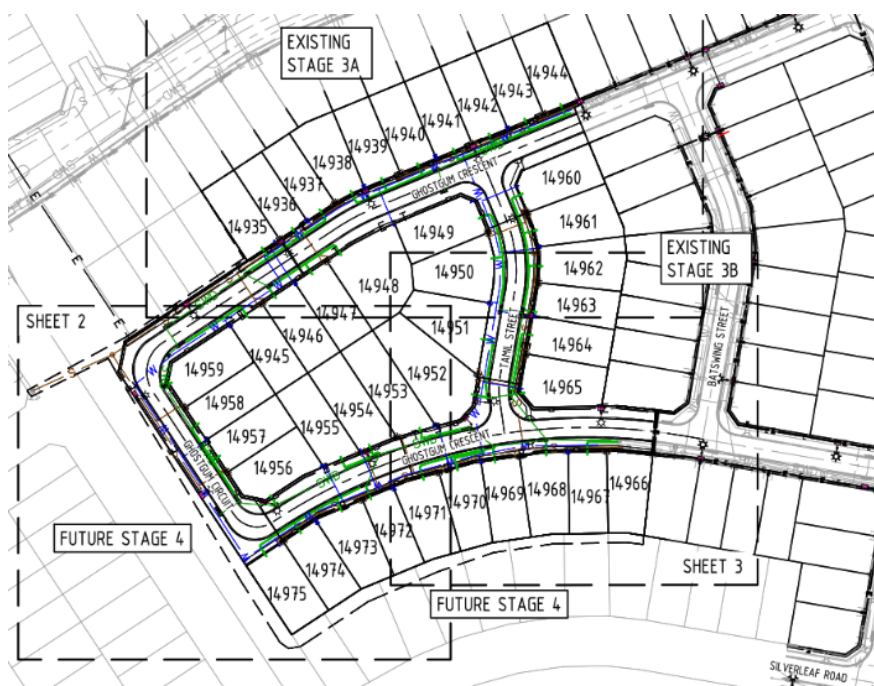 EXISTING
STAGE 3A
14944
14943
14942
14941
14940
14939
14938
14937
14936
14935
GHOSTGUM CRESCENT
14960
14949
14961
14950
14962
EXISTING
STAGE 3B
14948
14963
SHEET 2
14947
14946
14951
TAMIL STREET
14964
BATSWING STREET
14945
14959
14952
14953
14965
14958
14954
14955
14957
GHOSTGUM CRESCENT
14956
GHOSTGUM CIRCUIT
14966
14967
14968
14969
14970
14971
14972
14973
14974
14975
FUTURE STAGE 4
SHEET 3
FUTURE STAGE 4
SILVERLEAF ROAD